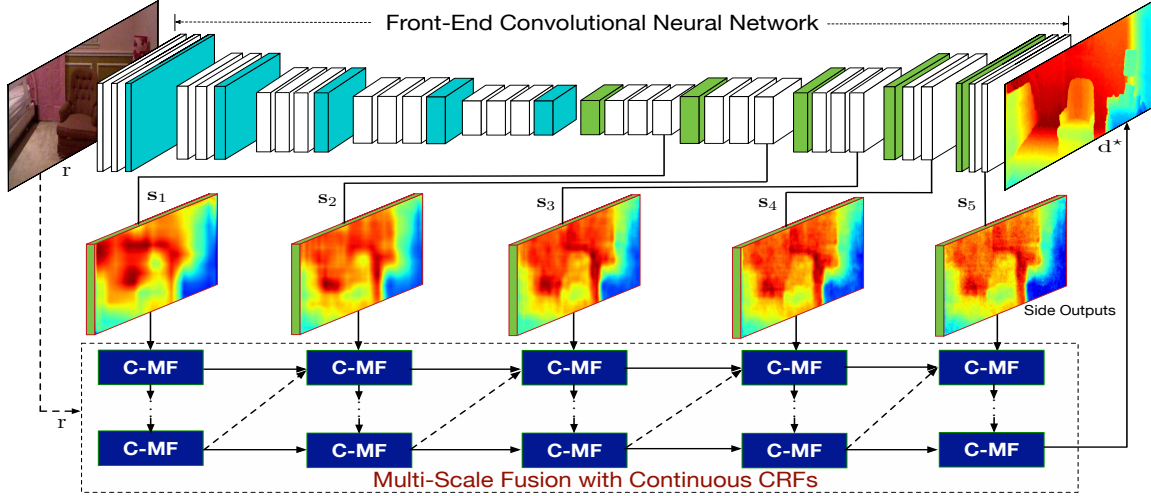 Front-End Convolutional Neural Network
r
d⋆
s₁
s₂
s₃
s₄
s₅
Side Outputs
C-MF
C-MF
C-MF
C-MF
C-MF
r
C-MF
C-MF
C-MF
C-MF
C-MF
Multi-Scale Fusion with Continuous CRFs